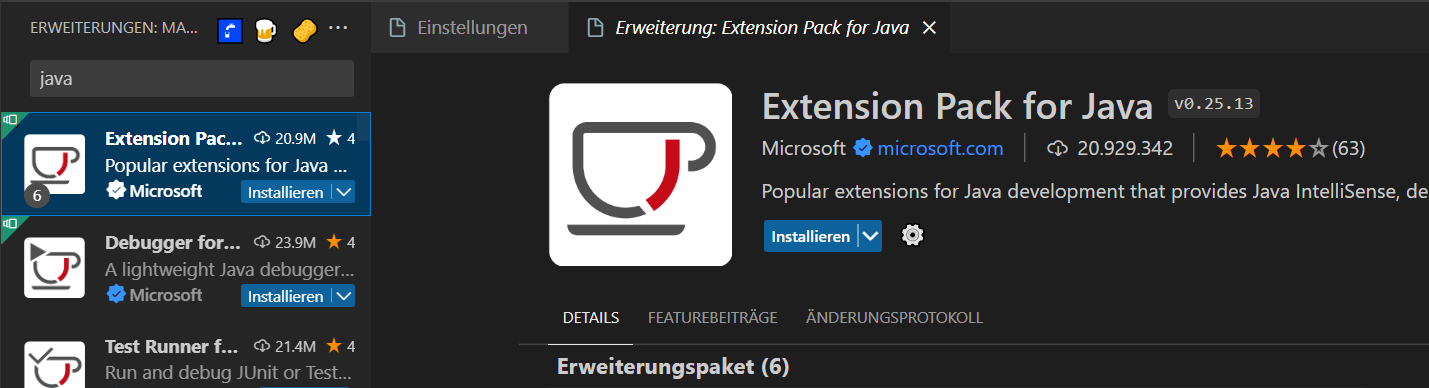 ERWEITERUNGEN: MA...
java
Extension Pac... 20.9M 4
Popular extensions for Java ...
6
Microsoft Installieren
Debugger for... 23.9M 4
A lightweight Java debugger...
Microsoft Installieren
Test Runner f... 21.4M 4
Run and debug JUnit or Test...
Einstellungen
Erweiterung: Extension Pack for Java
Extension Pack for Java v0.25.13
Microsoft microsoft.com 20.929.342 (63)
Popular extensions for Java development that provides Java IntelliSense, de
Installieren
DETAILS FEATUREBEITRÄGE ÄNDERUNGSPROTOKOLL
Erweiterungspaket (6)